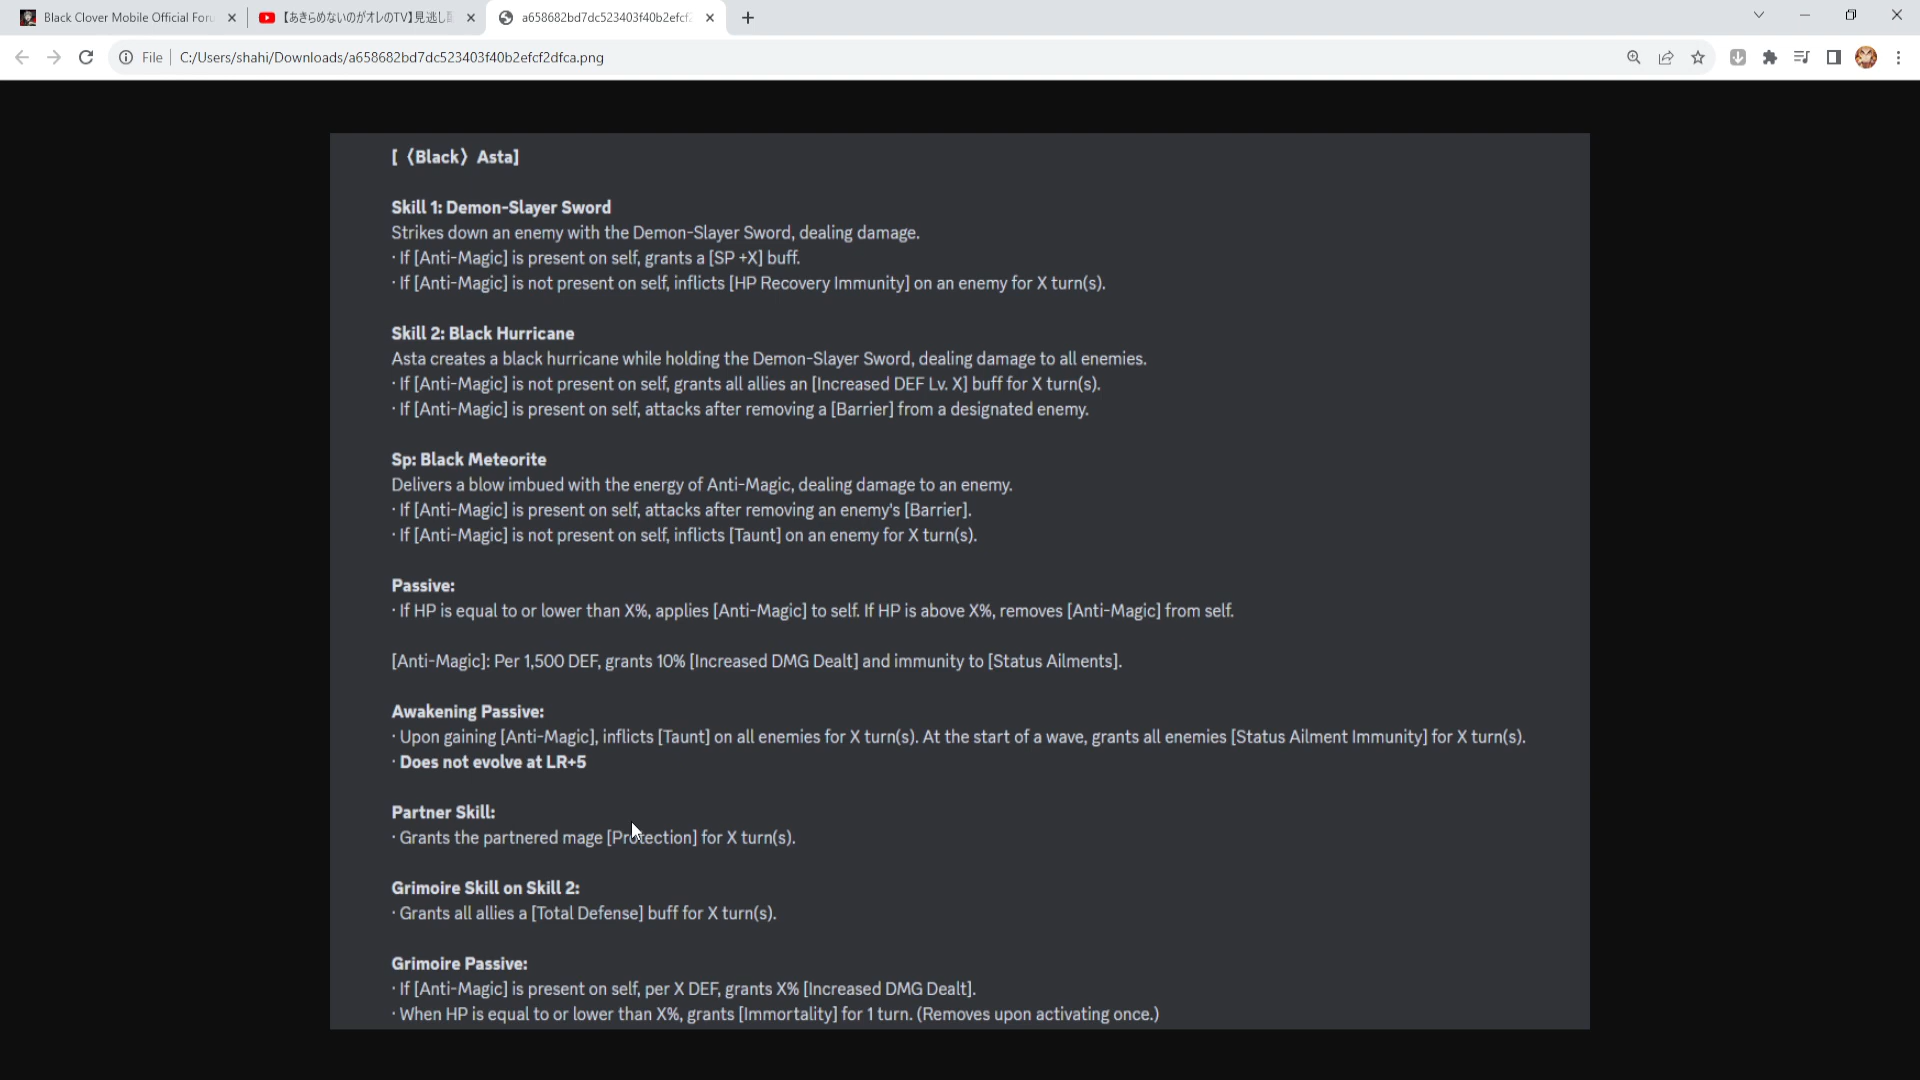 Black Clover Mobile Official Foru
【あきらめないのがオレのTV】見逃し
a658682bd7dc523403f40b2efcf
File
C:/Users/shahi/Downloads/a658682bd7dc523403f40b2efcf2dfca.png
[ 〈Black〉 Asta]
Skill 1: Demon-Slayer Sword
Strikes down an enemy with the Demon-Slayer Sword, dealing damage.
· If [Anti-Magic] is present on self, grants a [SP +X] buff.
· If [Anti-Magic] is not present on self, inflicts [HP Recovery Immunity] on an enemy for X turn(s).
Skill 2: Black Hurricane
Asta creates a black hurricane while holding the Demon-Slayer Sword, dealing damage to all enemies.
· If [Anti-Magic] is not present on self, grants all allies an [Increased DEF Lv. X] buff for X turn(s).
· If [Anti-Magic] is present on self, attacks after removing a [Barrier] from a designated enemy.
Sp: Black Meteorite
Delivers a blow imbued with the energy of Anti-Magic, dealing damage to an enemy.
· If [Anti-Magic] is present on self, attacks after removing an enemy's [Barrier].
· If [Anti-Magic] is not present on self, inflicts [Taunt] on an enemy for X turn(s).
Passive:
· If HP is equal to or lower than X%, applies [Anti-Magic] to self. If HP is above X%, removes [Anti-Magic] from self.
[Anti-Magic]: Per 1,500 DEF, grants 10% [Increased DMG Dealt] and immunity to [Status Ailments].
Awakening Passive:
· Upon gaining [Anti-Magic], inflicts [Taunt] on all enemies for X turn(s). At the start of a wave, grants all enemies [Status Ailment Immunity] for X turn(s).
· Does not evolve at LR+5
Partner Skill:
· Grants the partnered mage [Protection] for X turn(s).
Grimoire Skill on Skill 2:
· Grants all allies a [Total Defense] buff for X turn(s).
Grimoire Passive:
· If [Anti-Magic] is present on self, per X DEF, grants X% [Increased DMG Dealt].
· When HP is equal to or lower than X%, grants [Immortality] for 1 turn. (Removes upon activating once.)